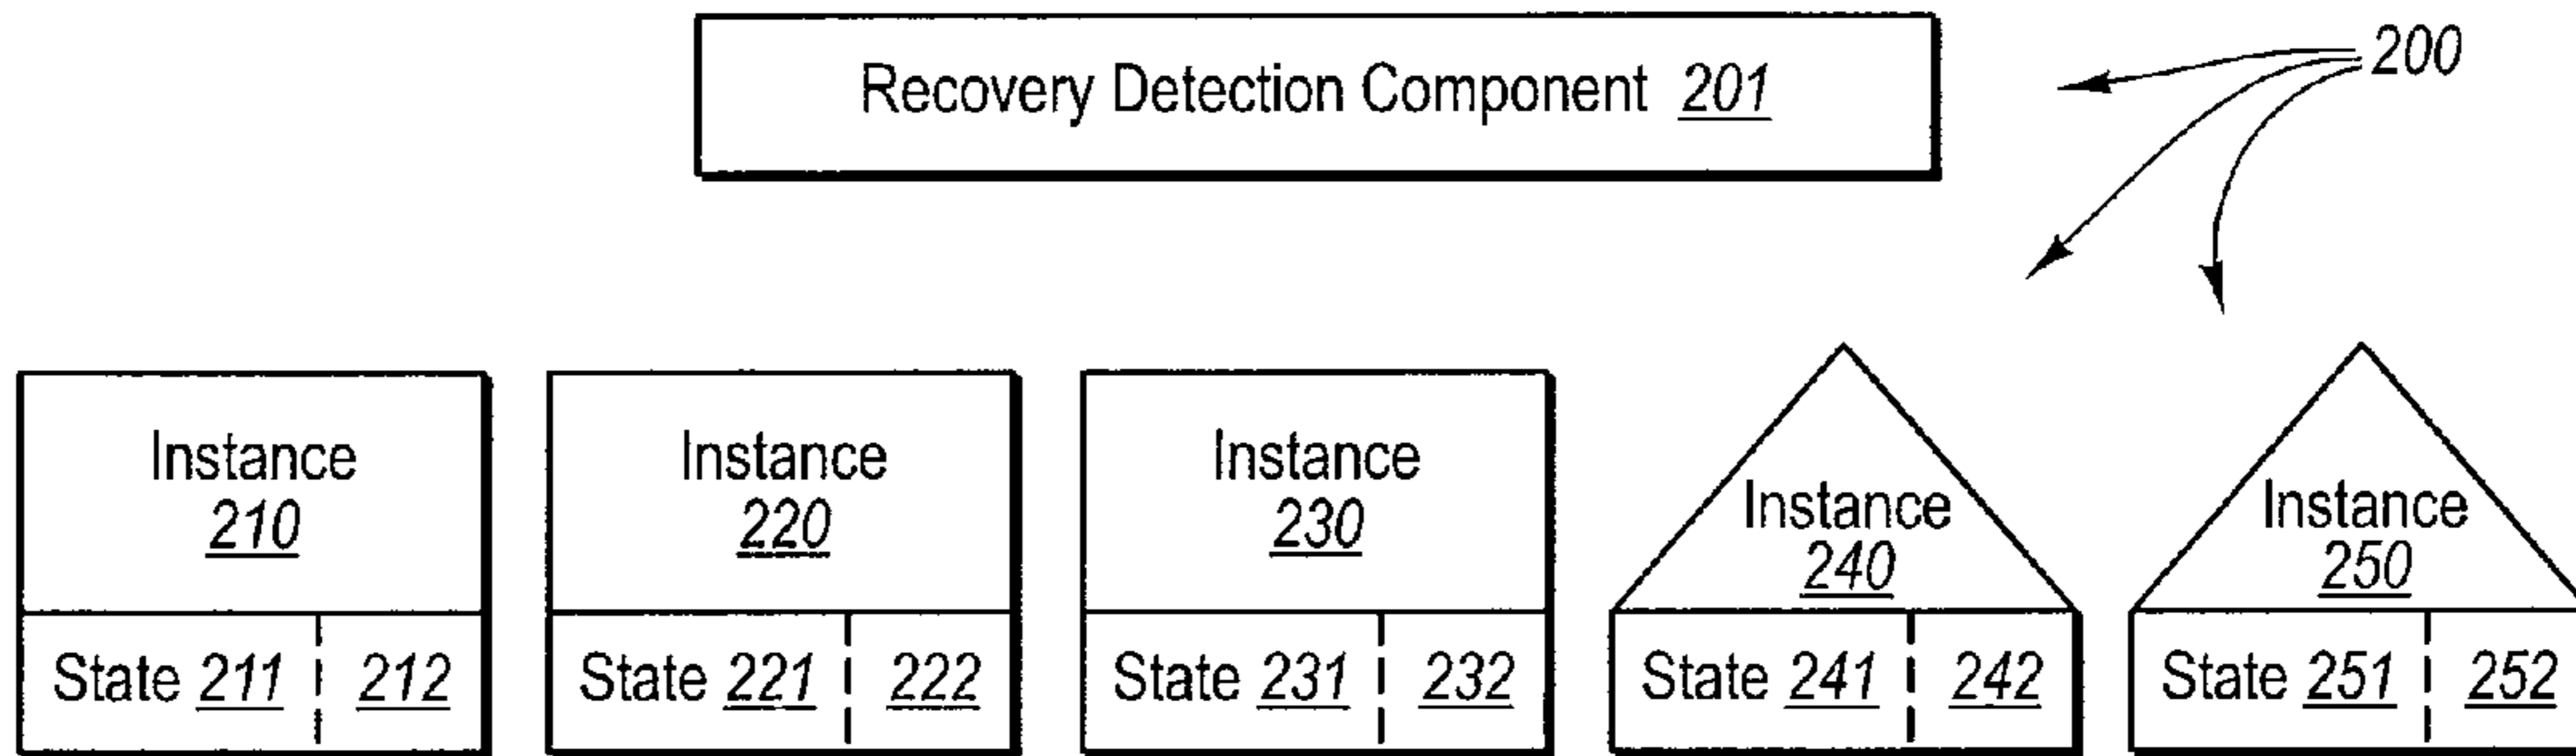 Recovery Detection Component 201
200
Instance
210
State 211 212
Instance
220
State 221 222
Instance
230
State 231 232
Instance
240
State 241 242
Instance
250
State 251 252